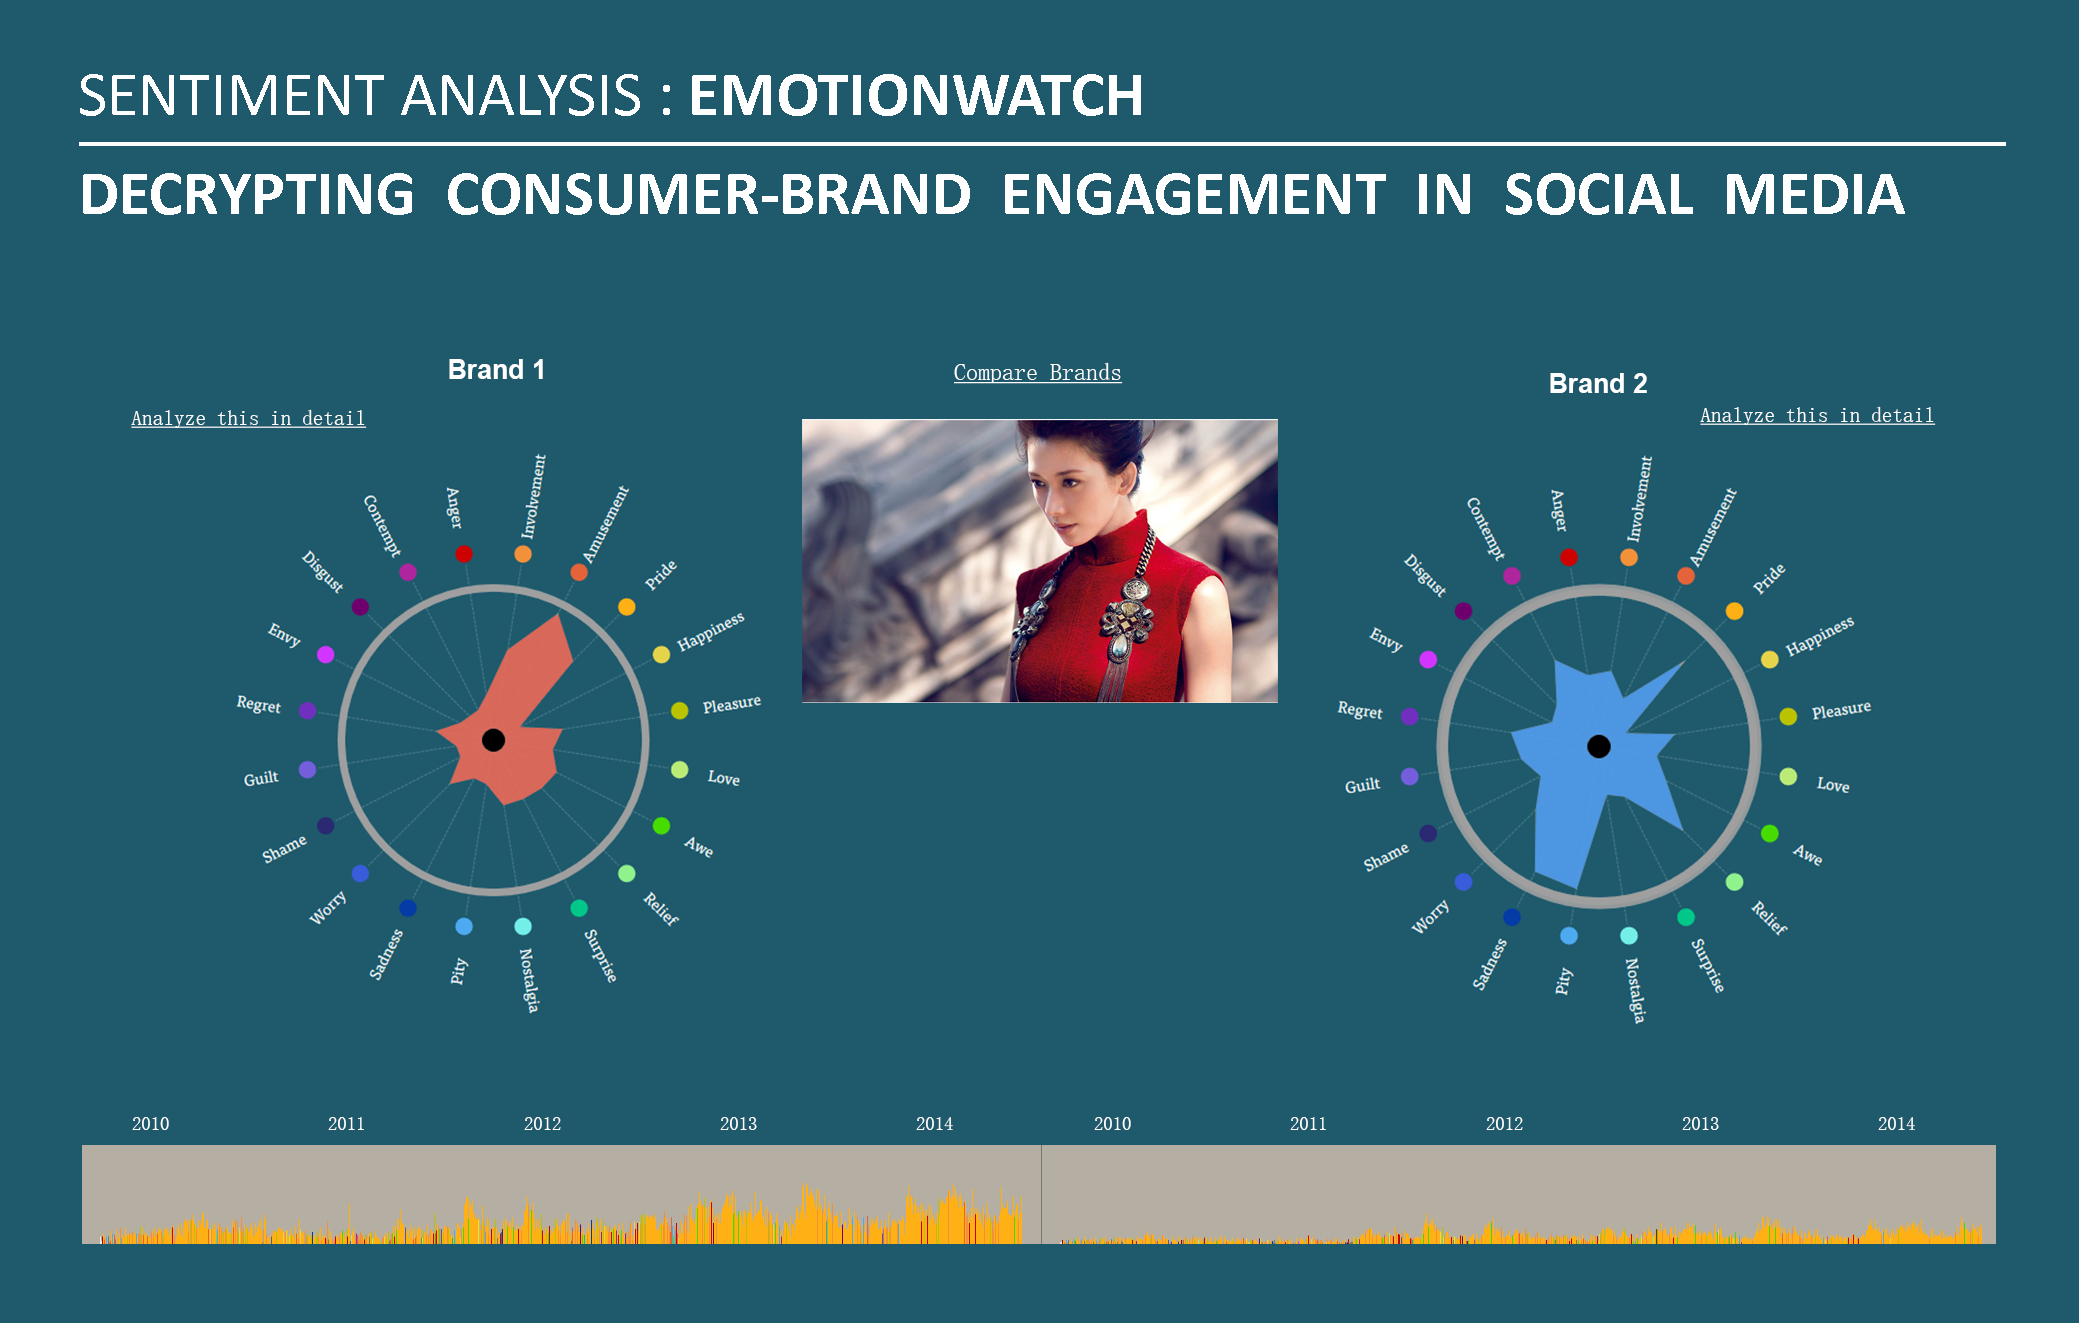 SENTIMENT ANALYSIS : EMOTIONWATCH
DECRYPTING CONSUMER-BRAND ENGAGEMENT IN SOCIAL MEDIA
Brand 1
Analyze this in detail
Involvement
Amusement
Pride
Happiness
Pleasure
Love
Awe
Relief
Surprise
Nostalgia
Pity
Sadness
Worry
Shame
Guilt
Regret
Envy
Disgust
Contempt
Anger
Compare Brands
Brand 2
Analyze this in detail
Involvement
Amusement
Pride
Happiness
Pleasure
Love
Awe
Relief
Surprise
Nostalgia
Pity
Sadness
Worry
Shame
Guilt
Regret
Envy
Disgust
Contempt
Anger
2010 2011 2012 2013 2014 2010 2011 2012 2013 2014